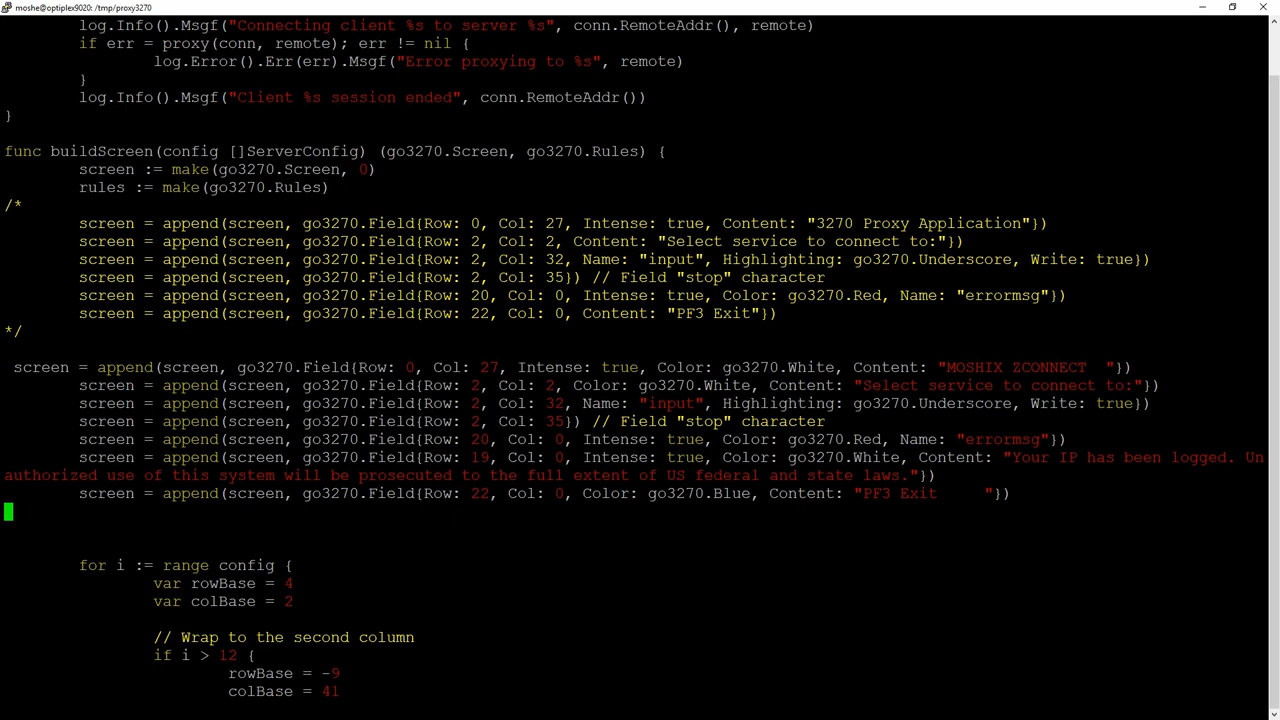 moshe@optiplex9020: /tmp/proxy3270
log.Info().Msgf("Connecting client %s to server %s", conn.RemoteAddr(), remote)
if err = proxy(conn, remote); err != nil {
log.Error().Err(err).Msgf("Error proxying to %s", remote)
}
log.Info().Msgf("Client %s session ended", conn.RemoteAddr())
}
func buildScreen(config []ServerConfig) (go3270.Screen, go3270.Rules) {
screen := make(go3270.Screen, 0)
rules := make(go3270.Rules)
/*
screen = append(screen, go3270.Field{Row: 0, Col: 27, Intense: true, Content: "3270 Proxy Application"})
screen = append(screen, go3270.Field{Row: 2, Col: 2, Content: "Select service to connect to:"})
screen = append(screen, go3270.Field{Row: 2, Col: 32, Name: "input", Highlighting: go3270.Underscore, Write: true})
screen = append(screen, go3270.Field{Row: 2, Col: 35}) // Field "stop" character
screen = append(screen, go3270.Field{Row: 20, Col: 0, Intense: true, Color: go3270.Red, Name: "errormsg"})
screen = append(screen, go3270.Field{Row: 22, Col: 0, Content: "PF3 Exit"})
*/
screen = append(screen, go3270.Field{Row: 0, Col: 27, Intense: true, Color: go3270.White, Content: "MOSHIX ZCONNECT  "})
screen = append(screen, go3270.Field{Row: 2, Col: 2, Color: go3270.White, Content: "Select service to connect to:"})
screen = append(screen, go3270.Field{Row: 2, Col: 32, Name: "input", Highlighting: go3270.Underscore, Write: true})
screen = append(screen, go3270.Field{Row: 2, Col: 35}) // Field "stop" character
screen = append(screen, go3270.Field{Row: 20, Col: 0, Intense: true, Color: go3270.Red, Name: "errormsg"})
screen = append(screen, go3270.Field{Row: 19, Col: 0, Intense: true, Color: go3270.White, Content: "Your IP has been logged. Un
authorized use of this system will be prosecuted to the full extent of US federal and state laws."})
screen = append(screen, go3270.Field{Row: 22, Col: 0, Color: go3270.Blue, Content: "PF3 Exit     "})
for i := range config {
var rowBase = 4
var colBase = 2
// Wrap to the second column
if i > 12 {
rowBase = -9
colBase = 41